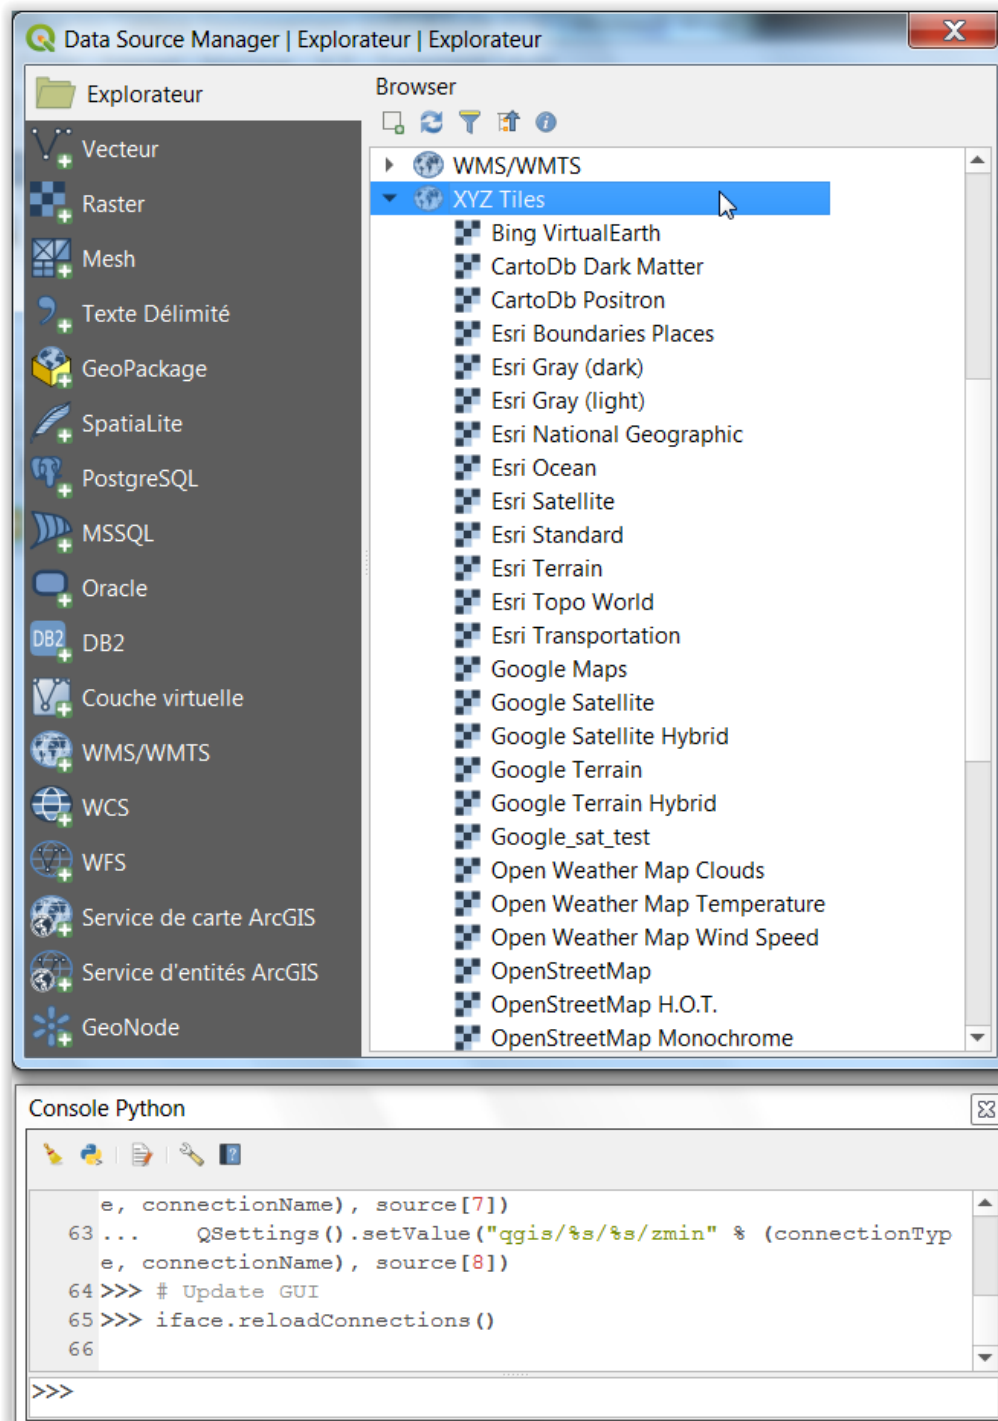 Data Source Manager | Explorateur | Explorateur
Explorateur
Vecteur
Raster
Mesh
Texte Délimité
GeoPackage
SpatiaLite
PostgreSQL
MSSQL
Oracle
DB2
DB2
Couche virtuelle
WMS/WMTS
WCS
WFS
Service de carte ArcGIS
Service d'entités ArcGIS
GeoNode
Browser
WMS/WMTS
XYZ Tiles
Bing VirtualEarth
CartoDb Dark Matter
CartoDb Positron
Esri Boundaries Places
Esri Gray (dark)
Esri Gray (light)
Esri National Geographic
Esri Ocean
Esri Satellite
Esri Standard
Esri Terrain
Esri Topo World
Esri Transportation
Google Maps
Google Satellite
Google Satellite Hybrid
Google Terrain
Google Terrain Hybrid
Google_sat_test
Open Weather Map Clouds
Open Weather Map Temperature
Open Weather Map Wind Speed
OpenStreetMap
OpenStreetMap H.O.T.
OpenStreetMap Monochrome
Console Python
e, connectionName), source[7])
63 ...     QSettings().setValue("qgis/%s/%s/zmin" % (connectionTyp
e, connectionName), source[8])
64 >>> # Update GUI
65 >>> iface.reloadConnections()
66
>>>